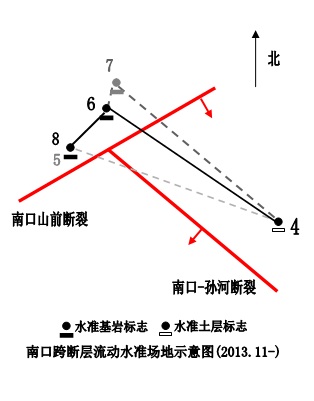 7
北
6
8
5
4
南口山前断裂
南口-孙河断裂
水准基岩标志 水准土层标志
南口跨断层流动水准场地示意图(2013.11-)